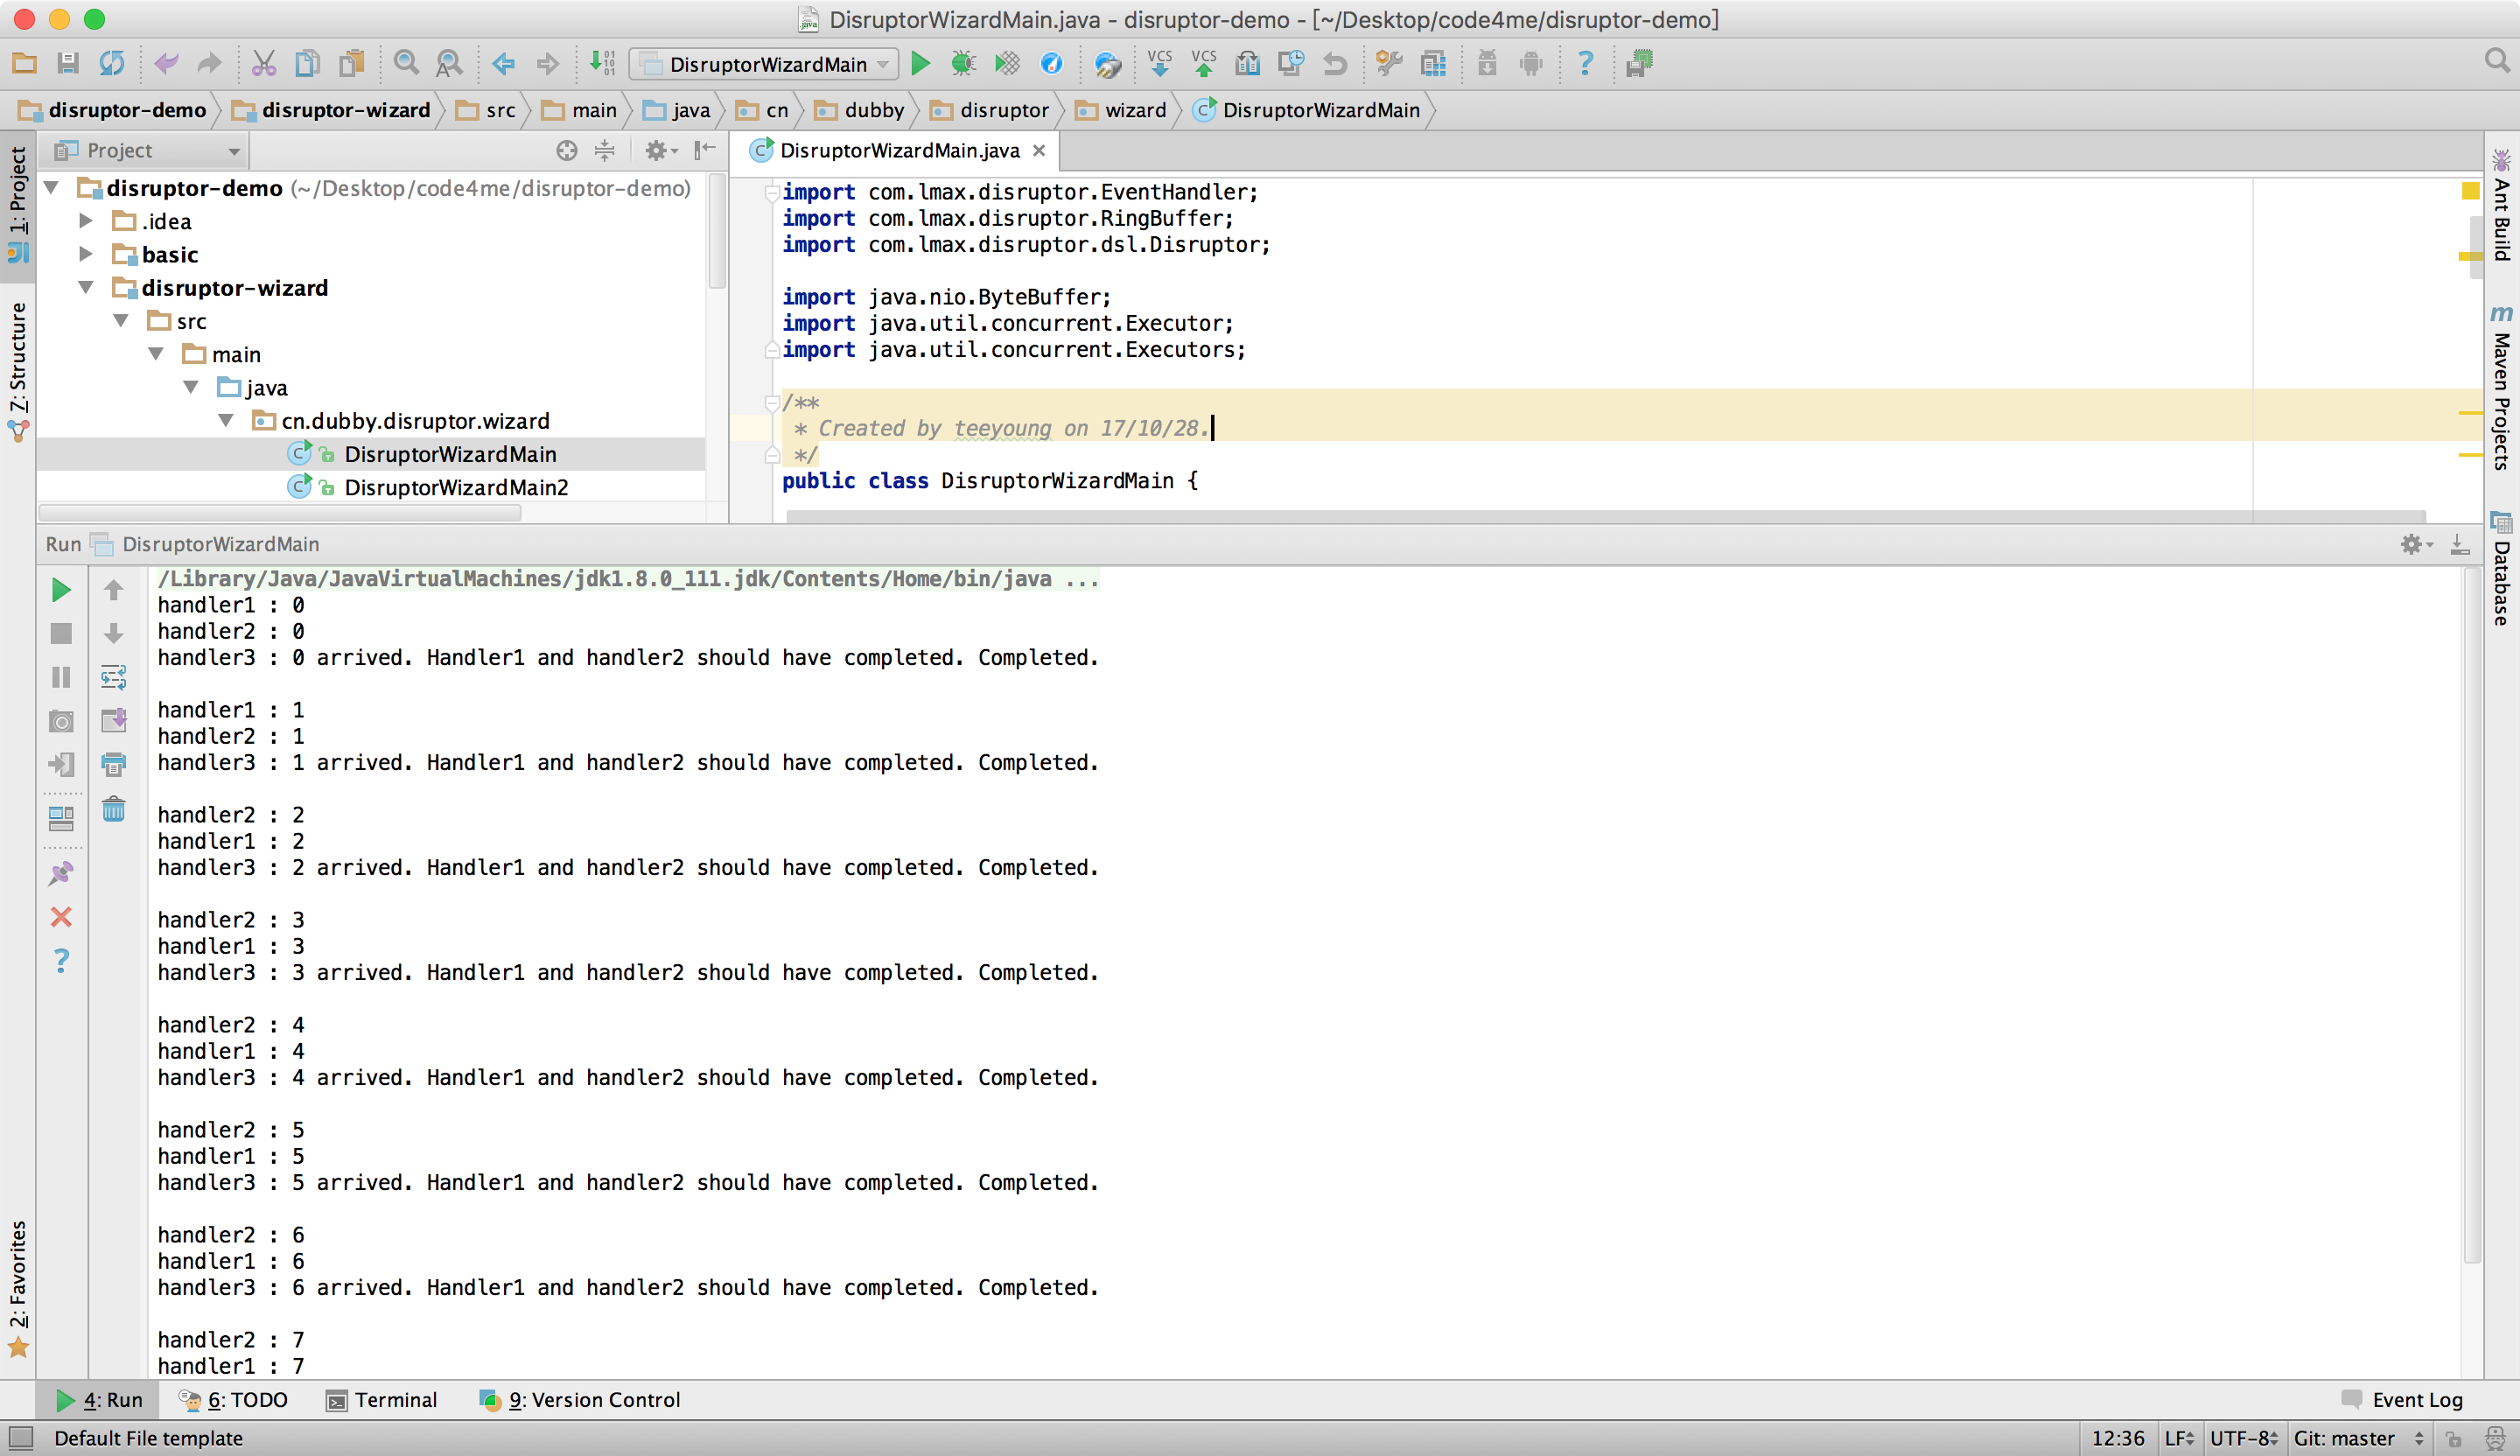 DisruptorWizardMain.java - disruptor-demo - [~/Desktop/code4me/disruptor-demo]
DisruptorWizardMain
VCS VCS
disruptor-demo disruptor-wizard src main java cn dubby disruptor wizard DisruptorWizardMain
Project
DisruptorWizardMain.java
1: Project
7: Structure
2: Favorites
disruptor-demo (~/Desktop/code4me/disruptor-demo)
.idea
basic
disruptor-wizard
src
main
java
cn.dubby.disruptor.wizard
DisruptorWizardMain
DisruptorWizardMain2
import com.lmax.disruptor.EventHandler;
import com.lmax.disruptor.RingBuffer;
import com.lmax.disruptor.dsl.Disruptor;
import java.nio.ByteBuffer;
import java.util.concurrent.Executor;
import java.util.concurrent.Executors;
/**
* Created by teeyoung on 17/10/28.
*/
public class DisruptorWizardMain {
Ant Build
Maven Projects
Database
Run DisruptorWizardMain
/Library/Java/JavaVirtualMachines/jdk1.8.0_111.jdk/Contents/Home/bin/java ...
handler1 : 0
handler2 : 0
handler3 : 0 arrived. Handler1 and handler2 should have completed. Completed.
handler1 : 1
handler2 : 1
handler3 : 1 arrived. Handler1 and handler2 should have completed. Completed.
handler2 : 2
handler1 : 2
handler3 : 2 arrived. Handler1 and handler2 should have completed. Completed.
handler2 : 3
handler1 : 3
handler3 : 3 arrived. Handler1 and handler2 should have completed. Completed.
handler2 : 4
handler1 : 4
handler3 : 4 arrived. Handler1 and handler2 should have completed. Completed.
handler2 : 5
handler1 : 5
handler3 : 5 arrived. Handler1 and handler2 should have completed. Completed.
handler2 : 6
handler1 : 6
handler3 : 6 arrived. Handler1 and handler2 should have completed. Completed.
handler2 : 7
handler1 : 7
4: Run 6: TODO Terminal 9: Version Control Event Log
Default File template 12:36 LF UTF-8 Git: master